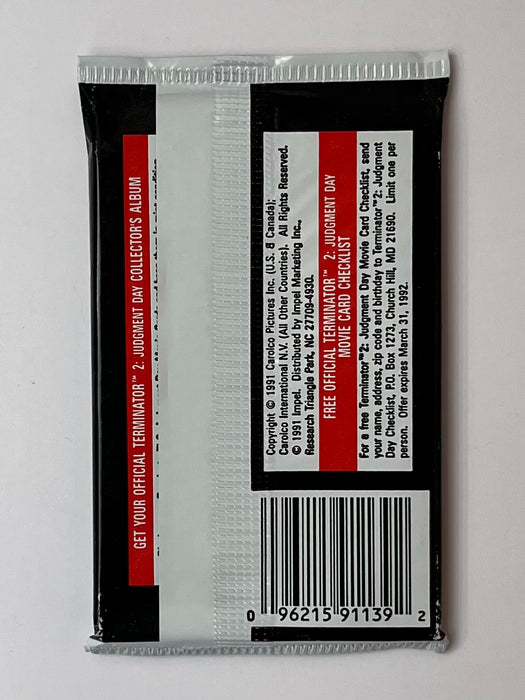 GET YOUR OFFICIAL TERMINATOR™ 2: JUDGMENT DAY COLLECTOR'S ALBUM
Copyright © 1991 Carolco Pictures Inc. (U.S. & Canada);
Carolco International N.V. (All Other Countries). All Rights Reserved.
© 1991 Impel. Distributed by Impel Marketing Inc.,
Research Triangle Park, NC 27709-4930.
FREE OFFICIAL TERMINATOR™ 2: JUDGMENT DAY
MOVIE CARD CHECKLIST
For a free Terminator™2: Judgment Day Movie Card Checklist, send
your name, address, zip code and birthday to Terminator™2: Judgment
Day Checklist, P.O. Box 1273, Church Hill, MD 21690. Limit one per
person. Offer expires March 31, 1992.
0 96215 91139 2